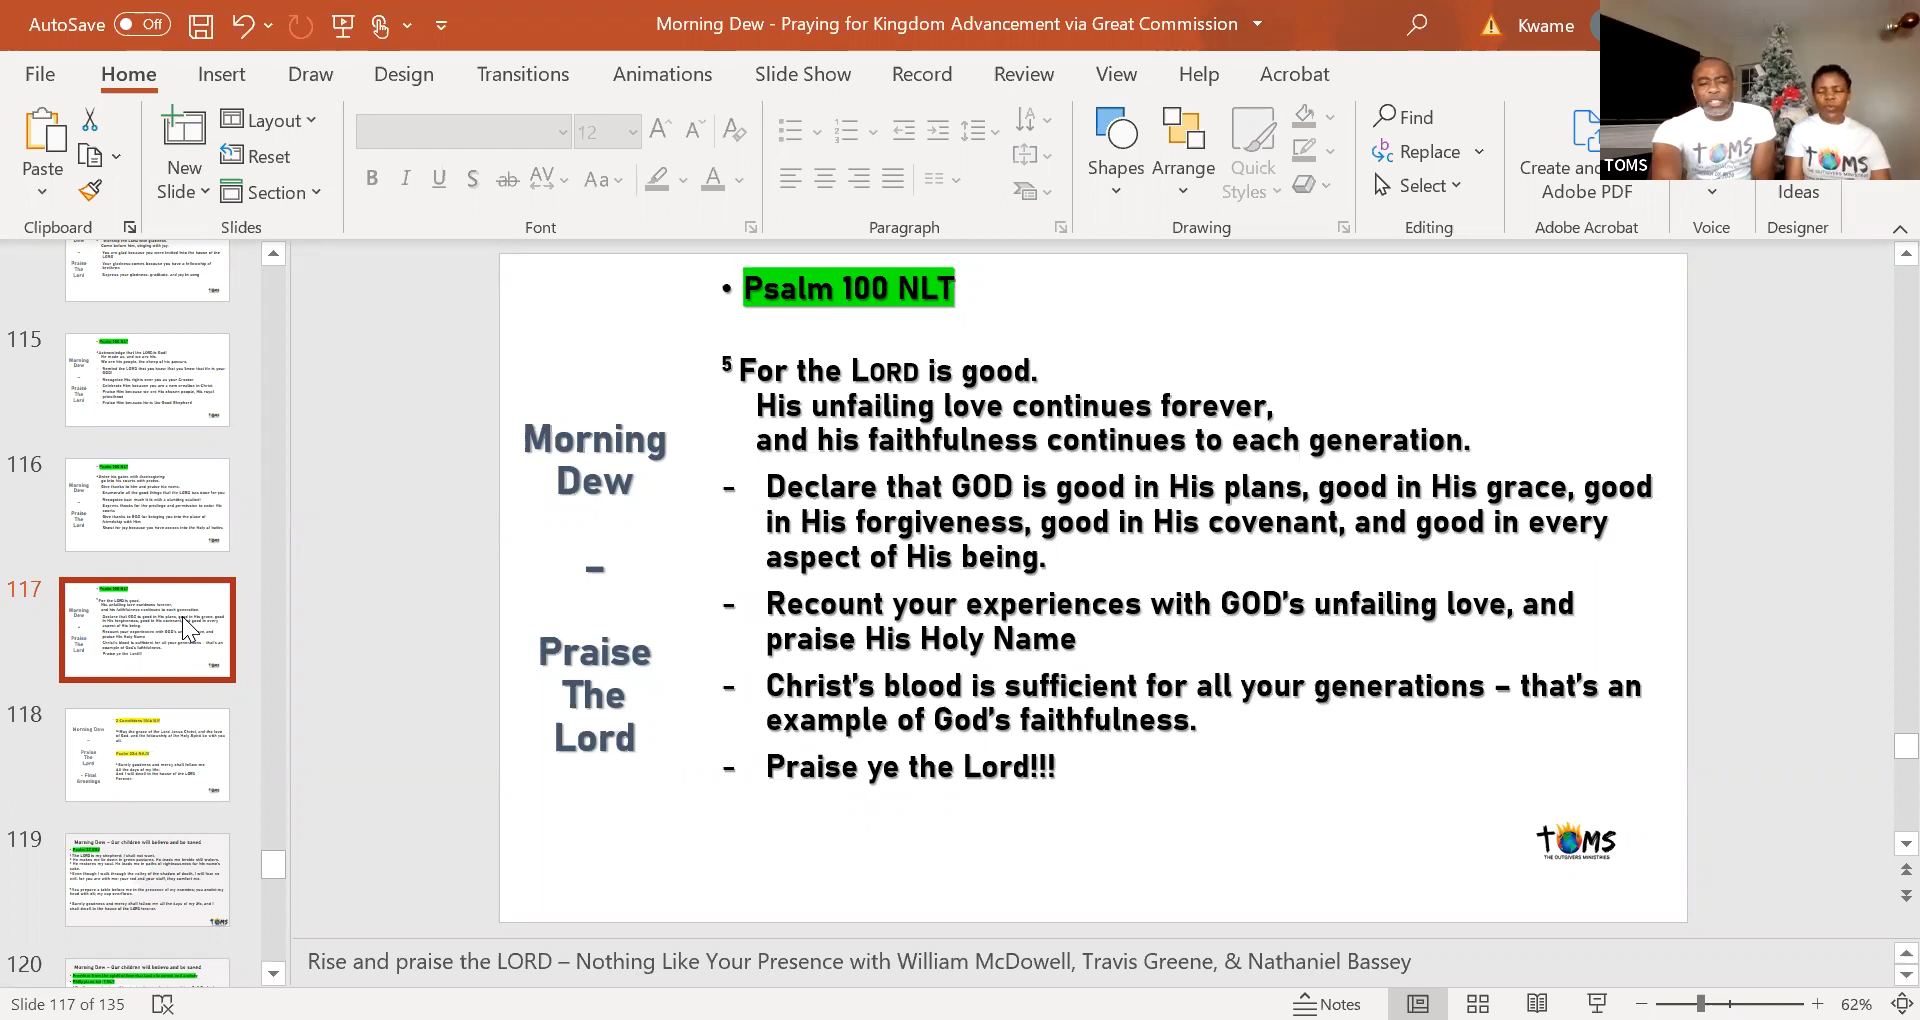 AutoSave Off
Morning Dew - Praying for Kingdom Advancement via Great Commission
Kwame
File Home Insert Draw Design Transitions Animations Slide Show Record Review View Help Acrobat
Paste
New
Slide
Layout
Reset
Section
12
Shapes
Arrange
Quick
Styles
Find
Replace
Select
Create and
Adobe PDF
Ideas
TOMS
Clipboard Slides Font Paragraph Drawing Editing Adobe Acrobat Voice Designer
115
116
117
118
119
120
Morning
Dew
–
Praise
The
Lord
• Psalm 100 NLT
5 For the LORD is good.
His unfailing love continues forever,
and his faithfulness continues to each generation.
- Declare that GOD is good in His plans, good in His grace, good
in His forgiveness, good in His covenant, and good in every
aspect of His being.
- Recount your experiences with GOD's unfailing love, and
praise His Holy Name
- Christ's blood is sufficient for all your generations – that's an
example of God's faithfulness.
- Praise ye the Lord!!!
TOMS
THE OUTGIVERS MINISTRIES
Rise and praise the LORD – Nothing Like Your Presence with William McDowell, Travis Greene, & Nathaniel Bassey
Slide 117 of 135
Notes
62%